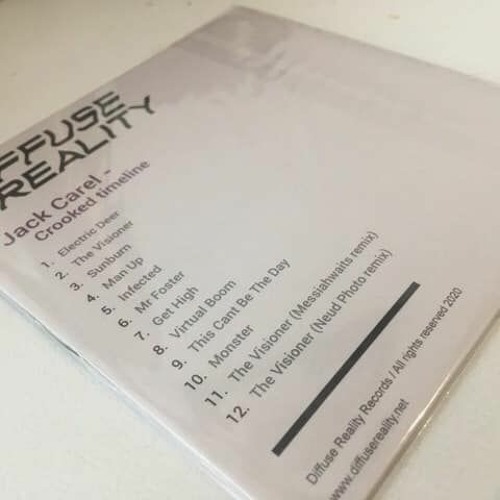 FFUSE
REALITY
Jack Carel -
Crooked timeline
1. Electric Deer
2. The Visioner
3. Sunburn
4. Man Up
5. Infected
6. Mr Foster
7. Get High
8. Virtual Boom
9. This Cant Be The Day
10. Monster
11. The Visioner (Messiahwaits remix)
12. The Visioner (Neud Photo remix)
Diffuse Reality Records / All rights reserved 2020
www.diffusereality.net